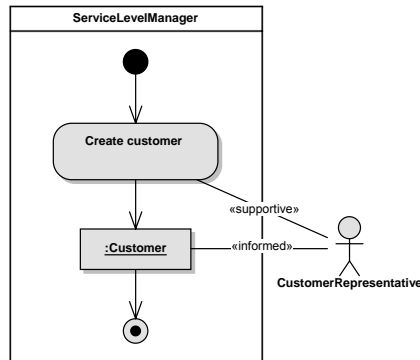 ServiceLevelManager
Create customer
«supportive»
:Customer
«informed»
CustomerRepresentative